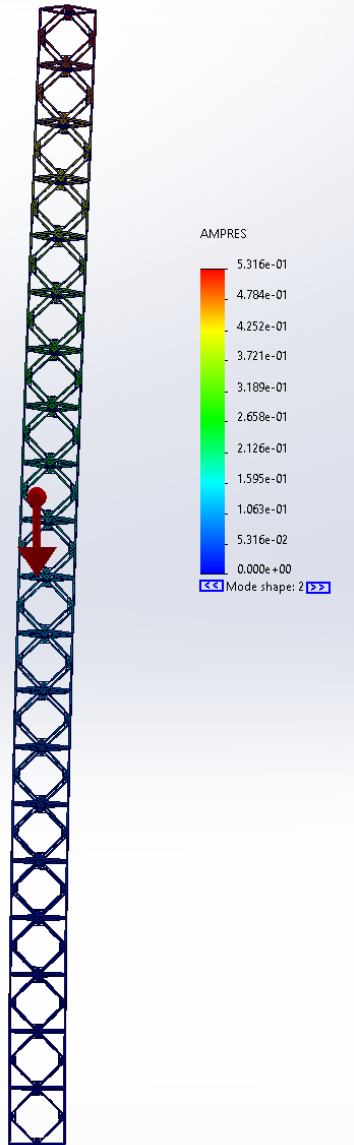 AMPRES
5.316e-01
4.784e-01
4.252e-01
3.721e-01
3.189e-01
2.658e-01
2.126e-01
1.595e-01
1.063e-01
5.316e-02
0.000e+00
<< Mode shape: 2 >>